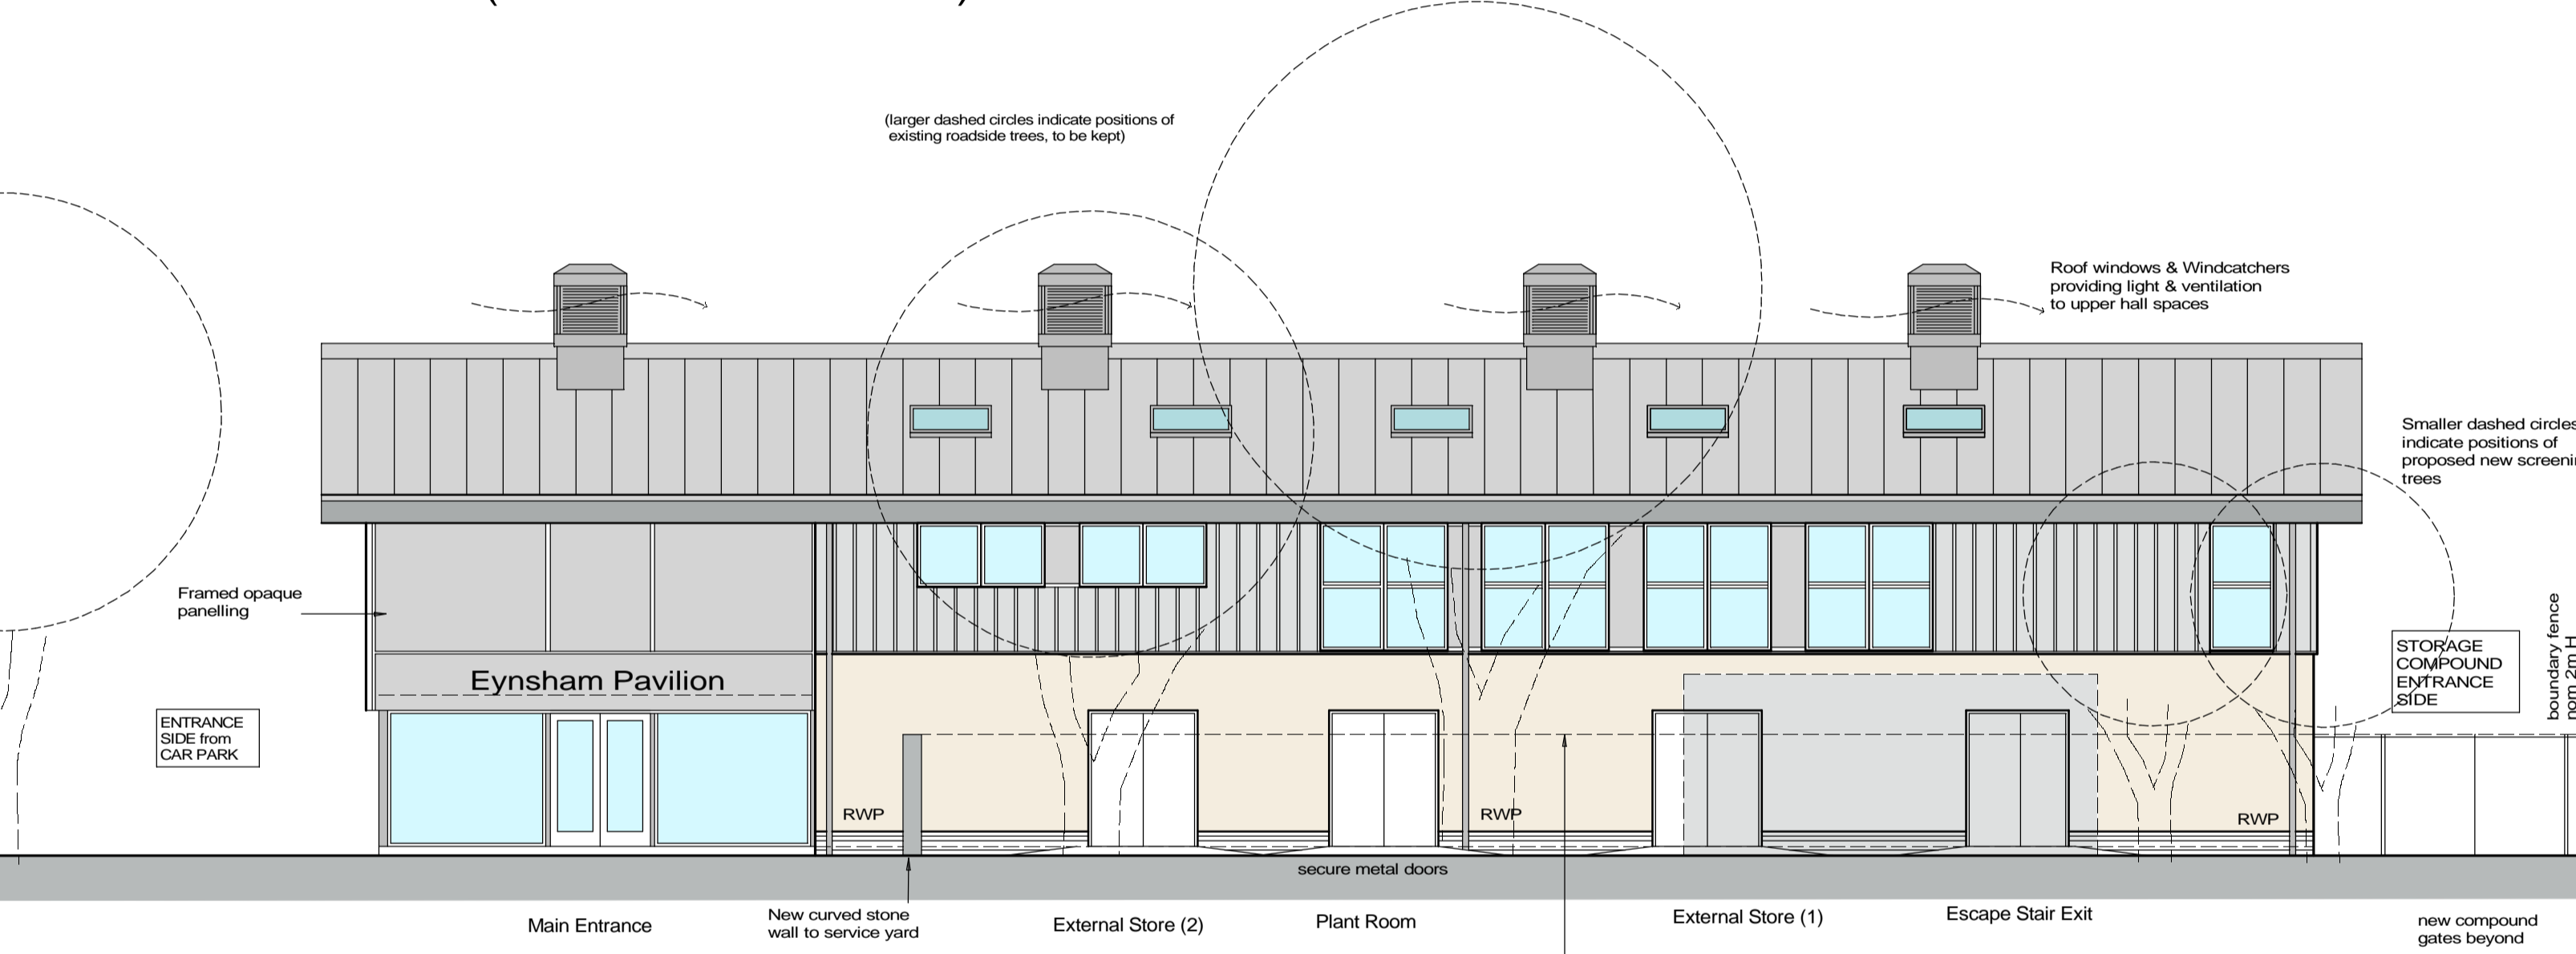 (larger dashed circles indicate positions of
existing roadside trees, to be kept)
Roof windows & Windcatchers
providing light & ventilation
to upper hall spaces
Smaller dashed circles
indicate positions of
proposed new
trees
Framed opaque
panelling
Eynsham Pavilion
ENTRANCE
SIDE from
CAR PARK
STORAGE
COMPOUND
ENTRANCE
SIDE
boundary fence
nom 2m H
RWP
RWP
RWP
secure metal doors
Main Entrance
New curved stone
wall to service yard
External Store (2)
Plant Room
External Store (1)
Escape Stair Exit
new compound
gates beyond